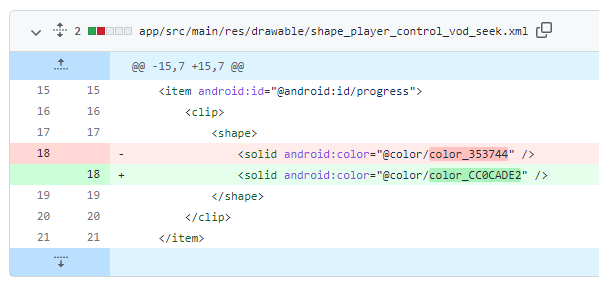 2 app/src/main/res/drawable/shape_player_control_vod_seek.xml
@@ -15,7 +15,7 @@
15 15 <item android:id="@android:id/progress">
16 16 <clip>
17 17 <shape>
18 - <solid android:color="@color/color_353744" />
18 + <solid android:color="@color/color_CC0CADE2" />
19 19 </shape>
20 20 </clip>
21 21 </item>